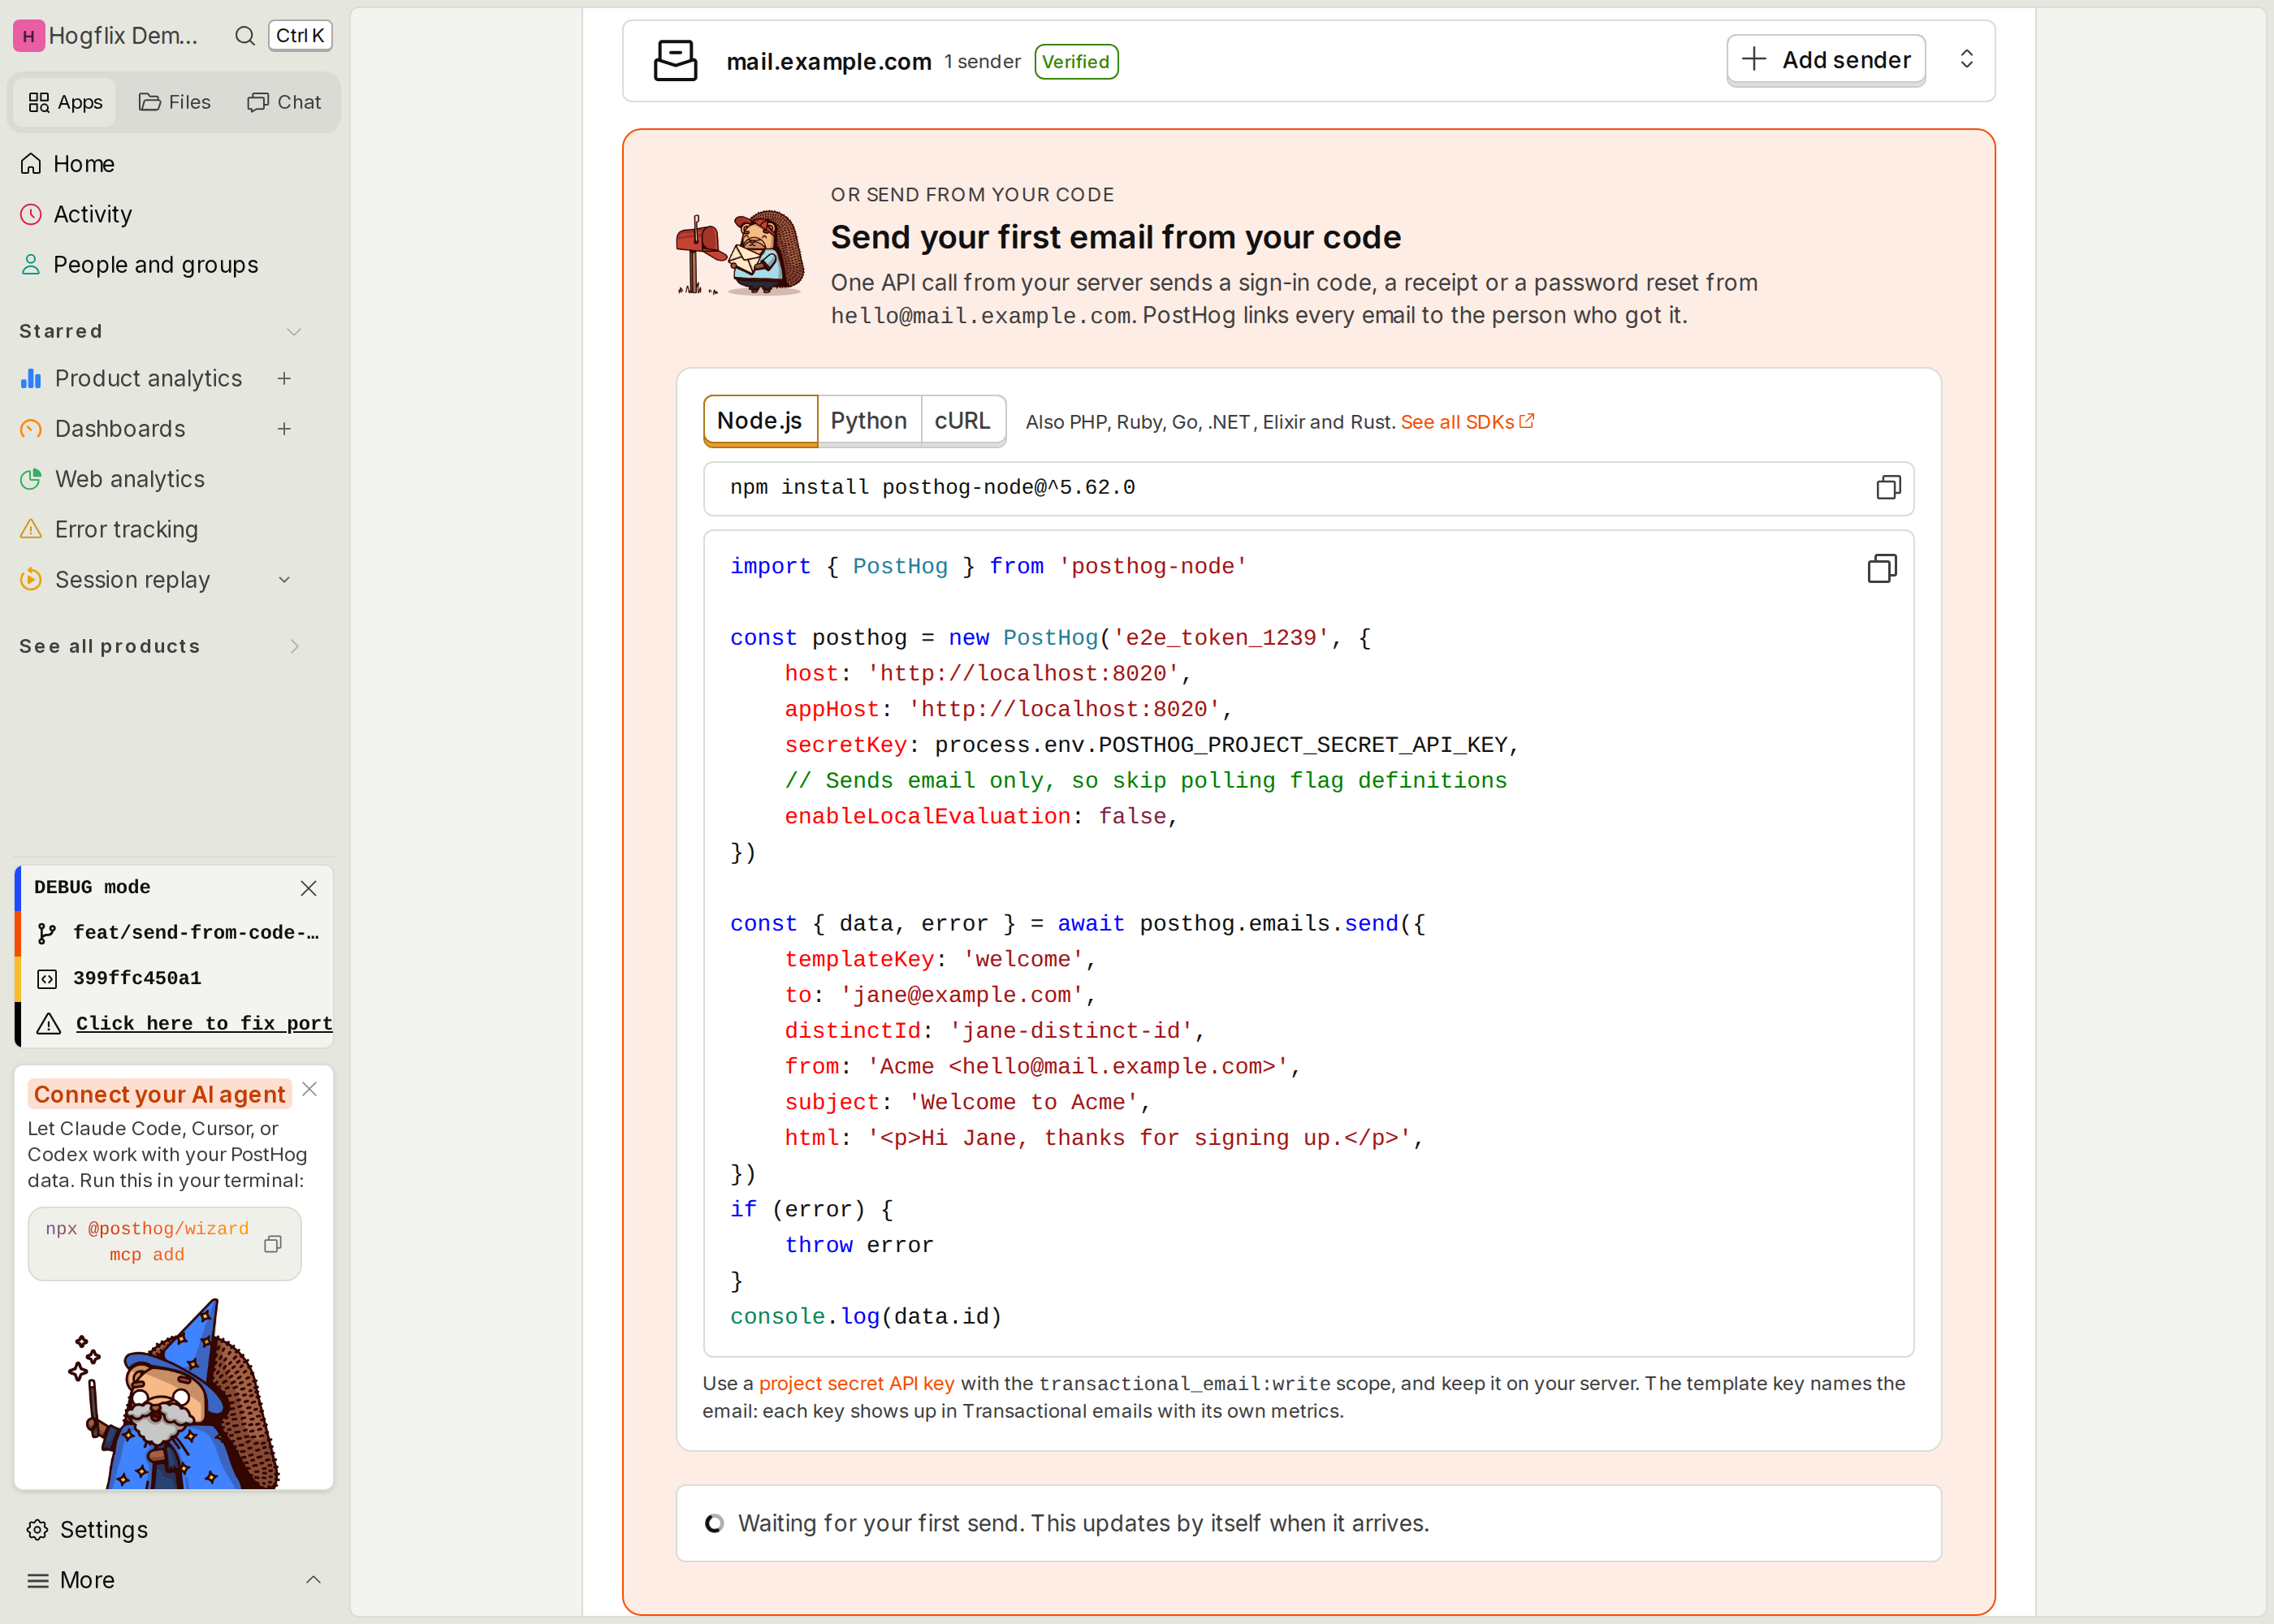 H Hogflix Dem... Ctrl K
Apps Files Chat
Home
Activity
People and groups
Starred
Product analytics
Dashboards
Web analytics
Error tracking
Session replay
See all products
DEBUG mode
feat/send-from-code-...
399ffc450a1
Click here to fix port
Connect your AI agent
Let Claude Code, Cursor, or
Codex work with your PostHog
data. Run this in your terminal:
npx @posthog/wizard
mcp add
Settings
More
mail.example.com 1 sender Verified Add sender
OR SEND FROM YOUR CODE
Send your first email from your code
One API call from your server sends a sign-in code, a receipt or a password reset from
hello@mail.example.com. PostHog links every email to the person who got it.
Node.js Python cURL Also PHP, Ruby, Go, .NET, Elixir and Rust. See all SDKs
npm install posthog-node@^5.62.0
import { PostHog } from 'posthog-node'
const posthog = new PostHog('e2e_token_1239', {
    host: 'http://localhost:8020',
    appHost: 'http://localhost:8020',
    secretKey: process.env.POSTHOG_PROJECT_SECRET_API_KEY,
    // Sends email only, so skip polling flag definitions
    enableLocalEvaluation: false,
})
const { data, error } = await posthog.emails.send({
    templateKey: 'welcome',
    to: 'jane@example.com',
    distinctId: 'jane-distinct-id',
    from: 'Acme <hello@mail.example.com>',
    subject: 'Welcome to Acme',
    html: '<p>Hi Jane, thanks for signing up.</p>',
})
if (error) {
    throw error
}
console.log(data.id)
Use a project secret API key with the transactional_email:write scope, and keep it on your server. The template key names the
email: each key shows up in Transactional emails with its own metrics.
Waiting for your first send. This updates by itself when it arrives.